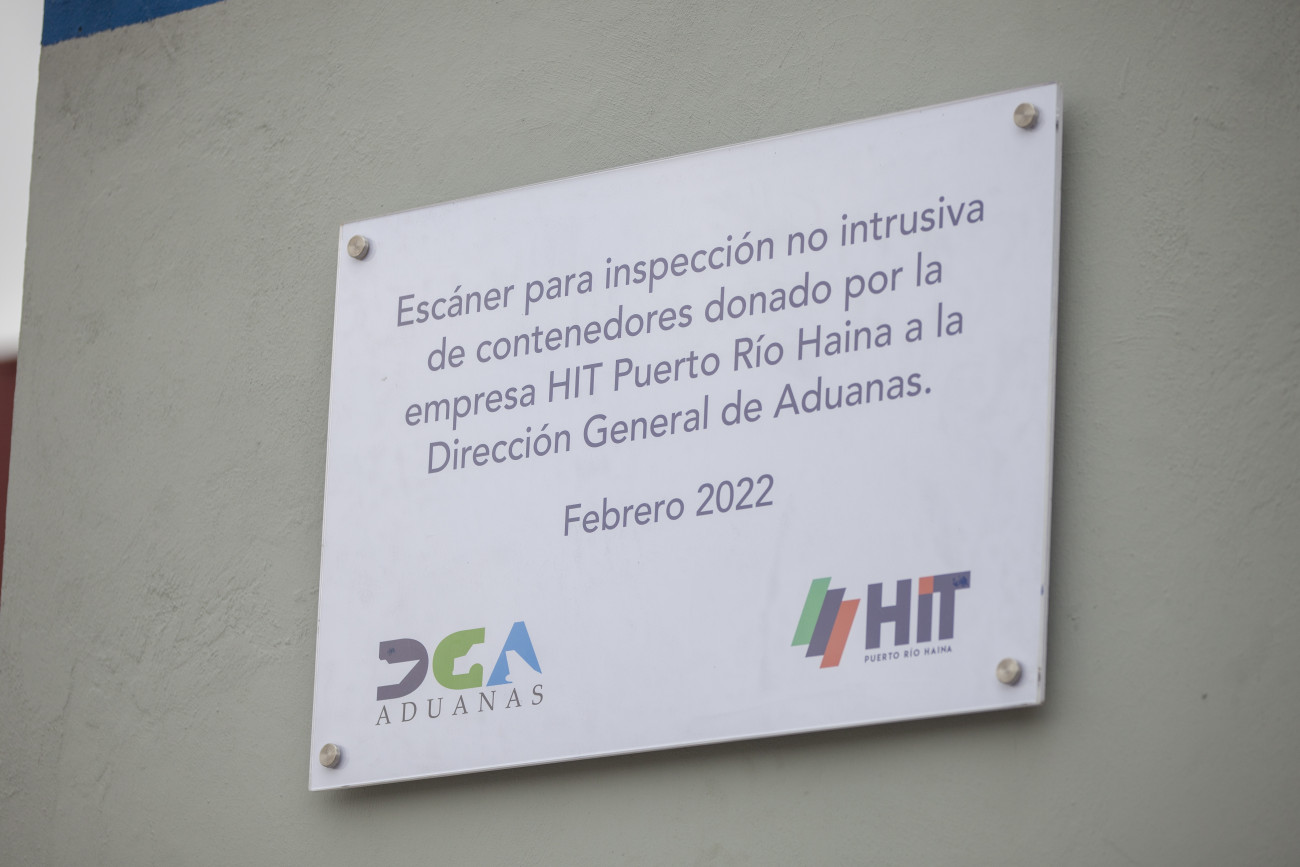 Escáner para inspección no intrusiva
de contenedores donado por la
empresa HIT Puerto Río Haina a la
Dirección General de Aduanas.
Febrero 2022
DGA
ADUANAS
HIT
PUERTO RÍO HAINA